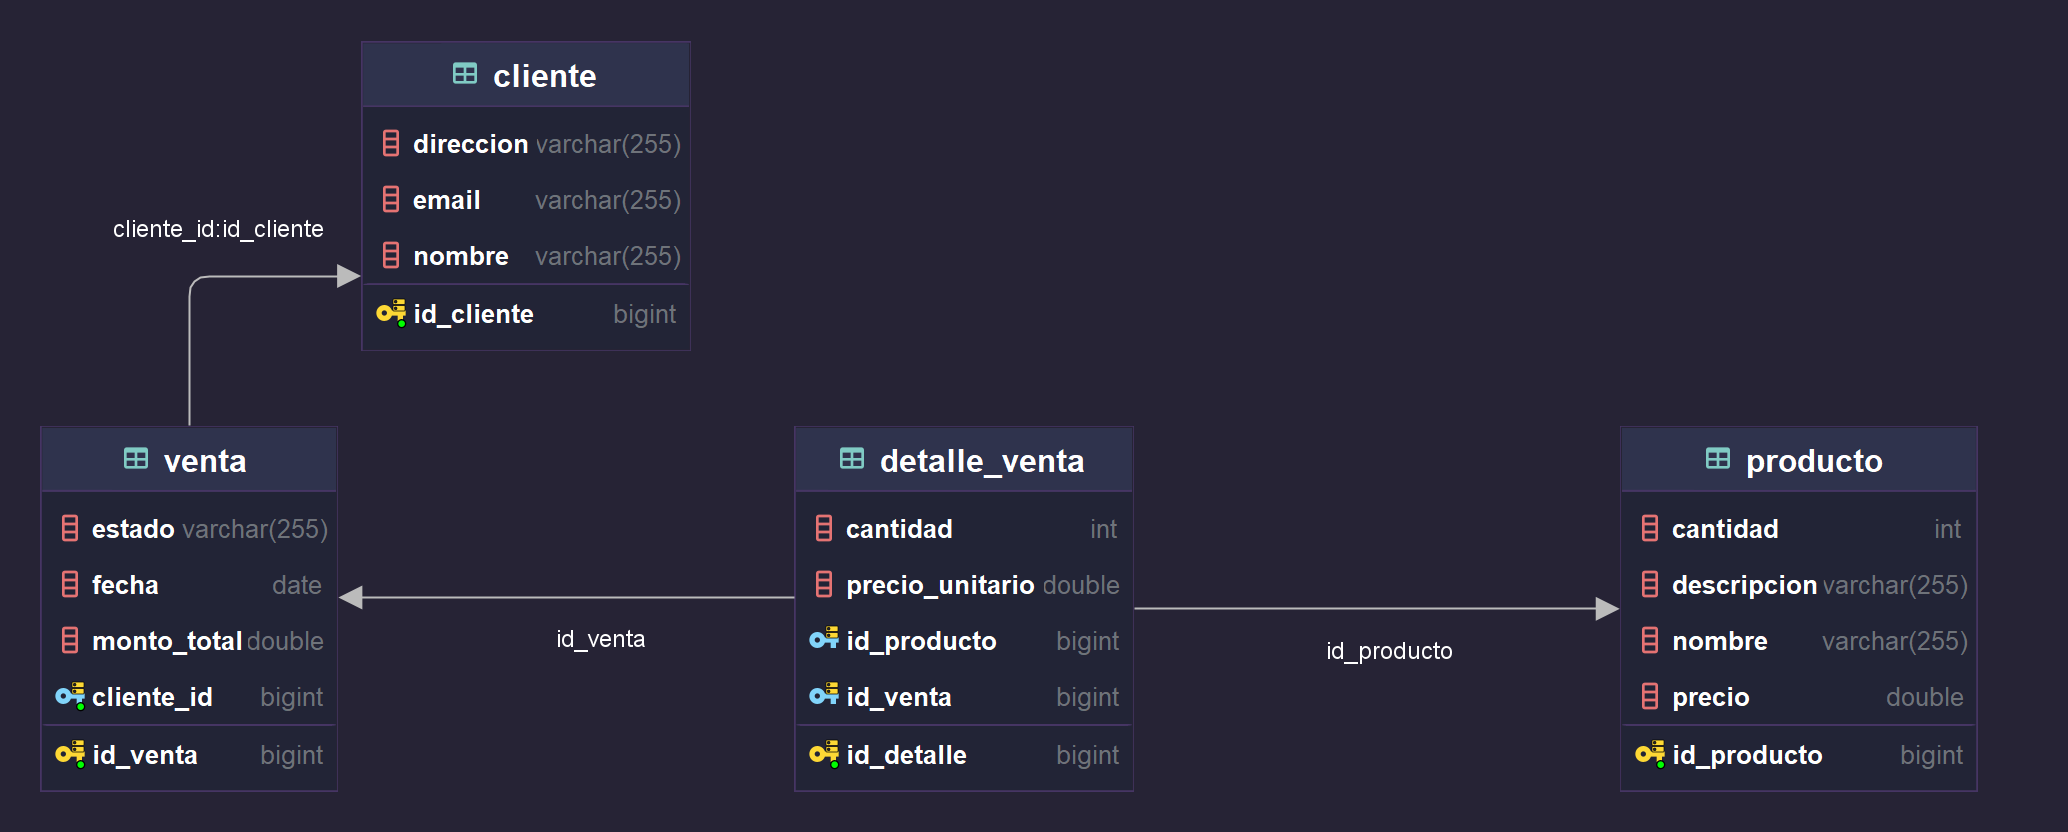 cliente
direccion varchar(255)
email varchar(255)
nombre varchar(255)
id_cliente bigint
cliente_id:id_cliente
venta
estado varchar(255)
fecha date
monto_total double
cliente_id bigint
id_venta bigint
id_venta
detalle_venta
cantidad int
precio_unitario double
id_producto bigint
id_venta bigint
id_detalle bigint
id_producto
producto
cantidad int
descripcion varchar(255)
nombre varchar(255)
precio double
id_producto bigint